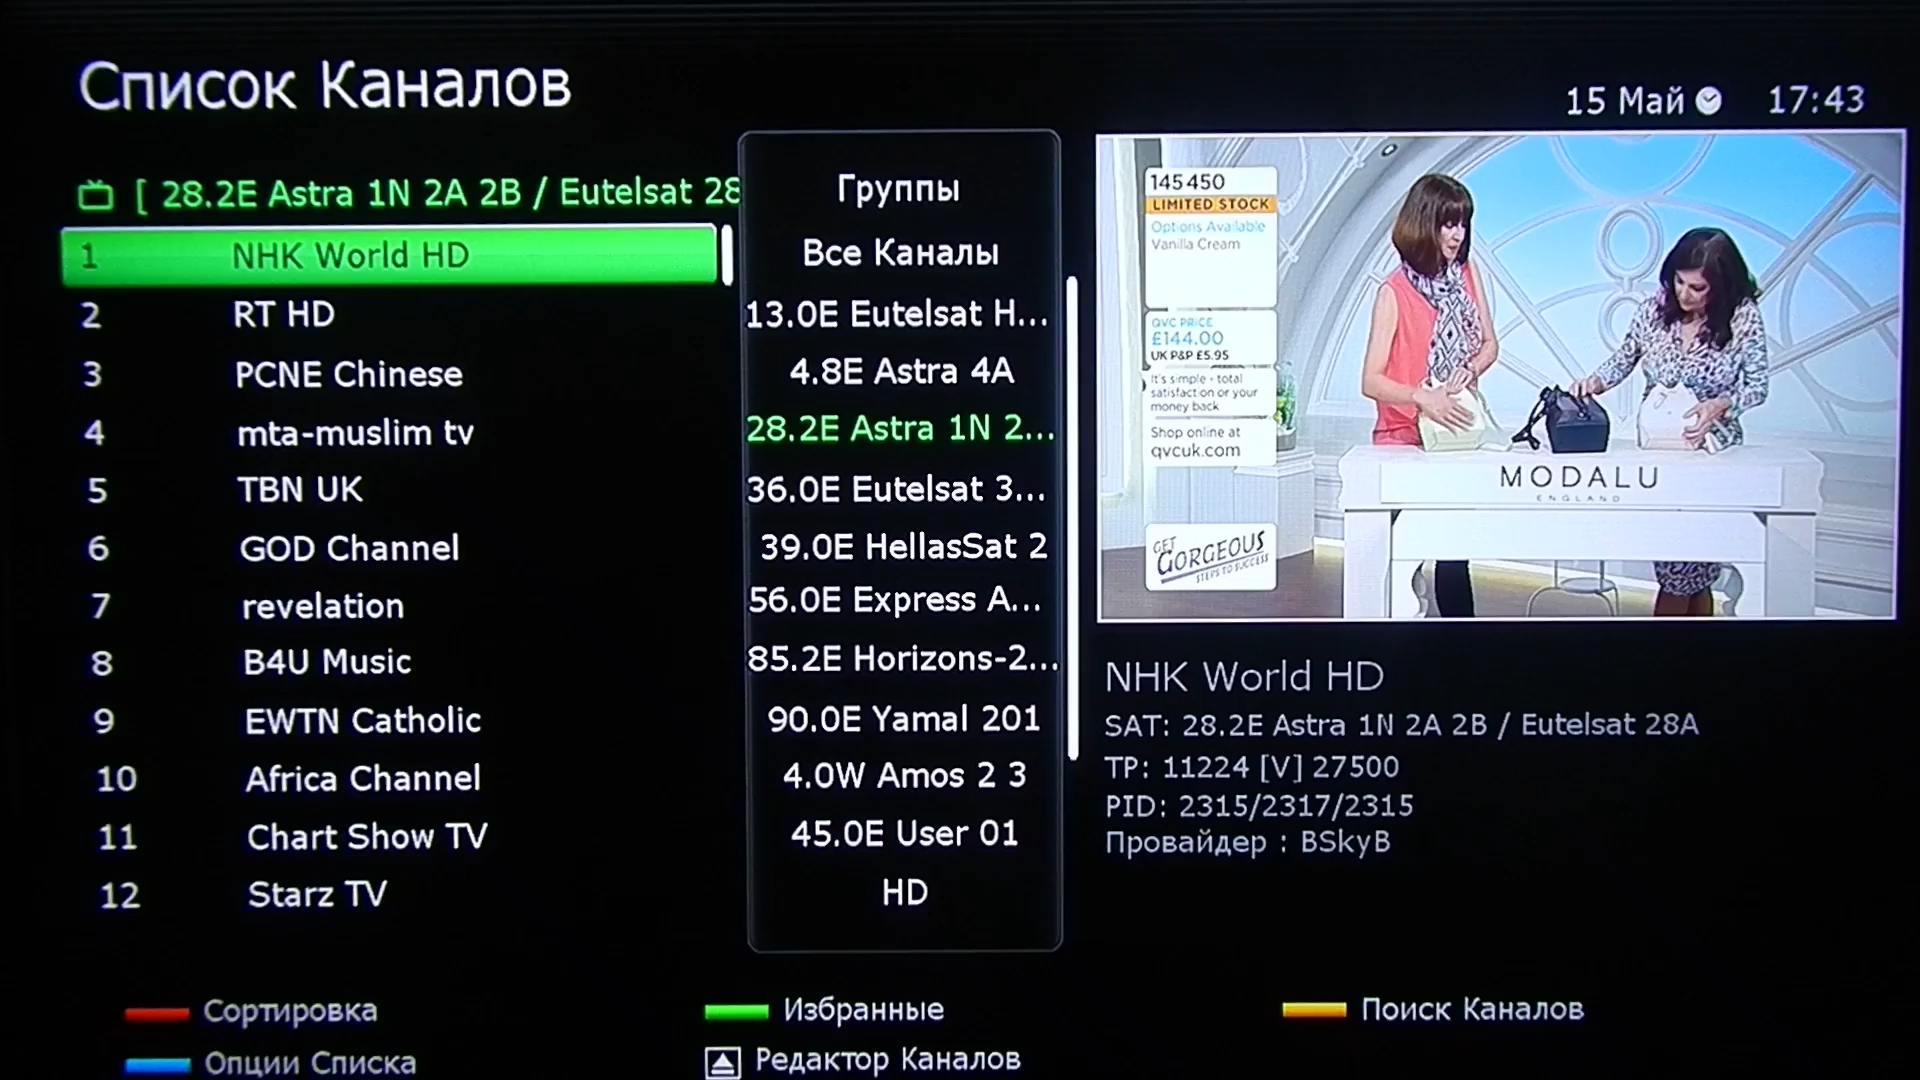 Список Каналов
15 Май 17:43
[ 28.2E Astra 1N 2A 2B / Eutelsat 28
1 NHK World HD
2 RT HD
3 PCNE Chinese
4 mta-muslim tv
5 TBN UK
6 GOD Channel
7 revelation
8 B4U Music
9 EWTN Catholic
10 Africa Channel
11 Chart Show TV
12 Starz TV
Группы
Все Каналы
13.0E Eutelsat H...
4.8E Astra 4A
28.2E Astra 1N 2...
36.0E Eutelsat 3...
39.0E HellasSat 2
56.0E Express A...
85.2E Horizons-2...
90.0E Yamal 201
4.0W Amos 2 3
45.0E User 01
HD
145450
LIMITED STOCK
Options Available
Vanilla Cream
QVC PRICE
£144.00
UK P&P £5.95
It's simple - total
satisfaction or your
money back
Shop online at
qvcuk.com
GET
GORGEOUS
STEPS TO SUCCESS
MODALU
ENGLAND
NHK World HD
SAT: 28.2E Astra 1N 2A 2B / Eutelsat 28A
TP: 11224 [V] 27500
PID: 2315/2317/2315
Провайдер : BSkyB
Сортировка
Избранные
Поиск Каналов
Опции Списка
Редактор Каналов